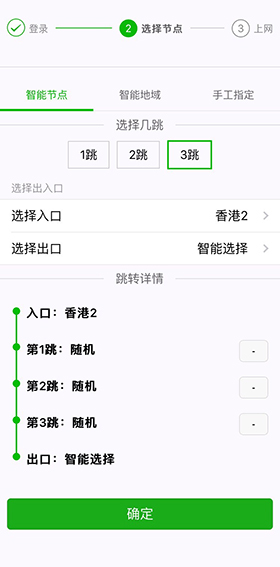 登录 2 选择节点 3 上网
智能节点 智能地域 手工指定
选择几跳
1跳 2跳 3跳
选择出入口
选择入口 香港2
选择出口 智能选择
跳转详情
入口：香港2
第1跳：随机 -
第2跳：随机 -
第3跳：随机 -
出口：智能选择
确定